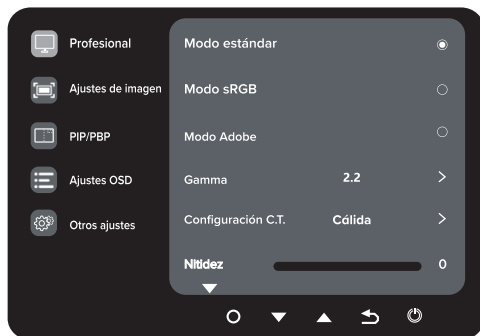 Profesional
Ajustes de imagen
PIP/PBP
Ajustes OSD
Otros ajustes
Modo estándar
Modo sRGB
Modo Adobe
Gamma 2.2
Configuración C.T. Cálida
Nitidez 0